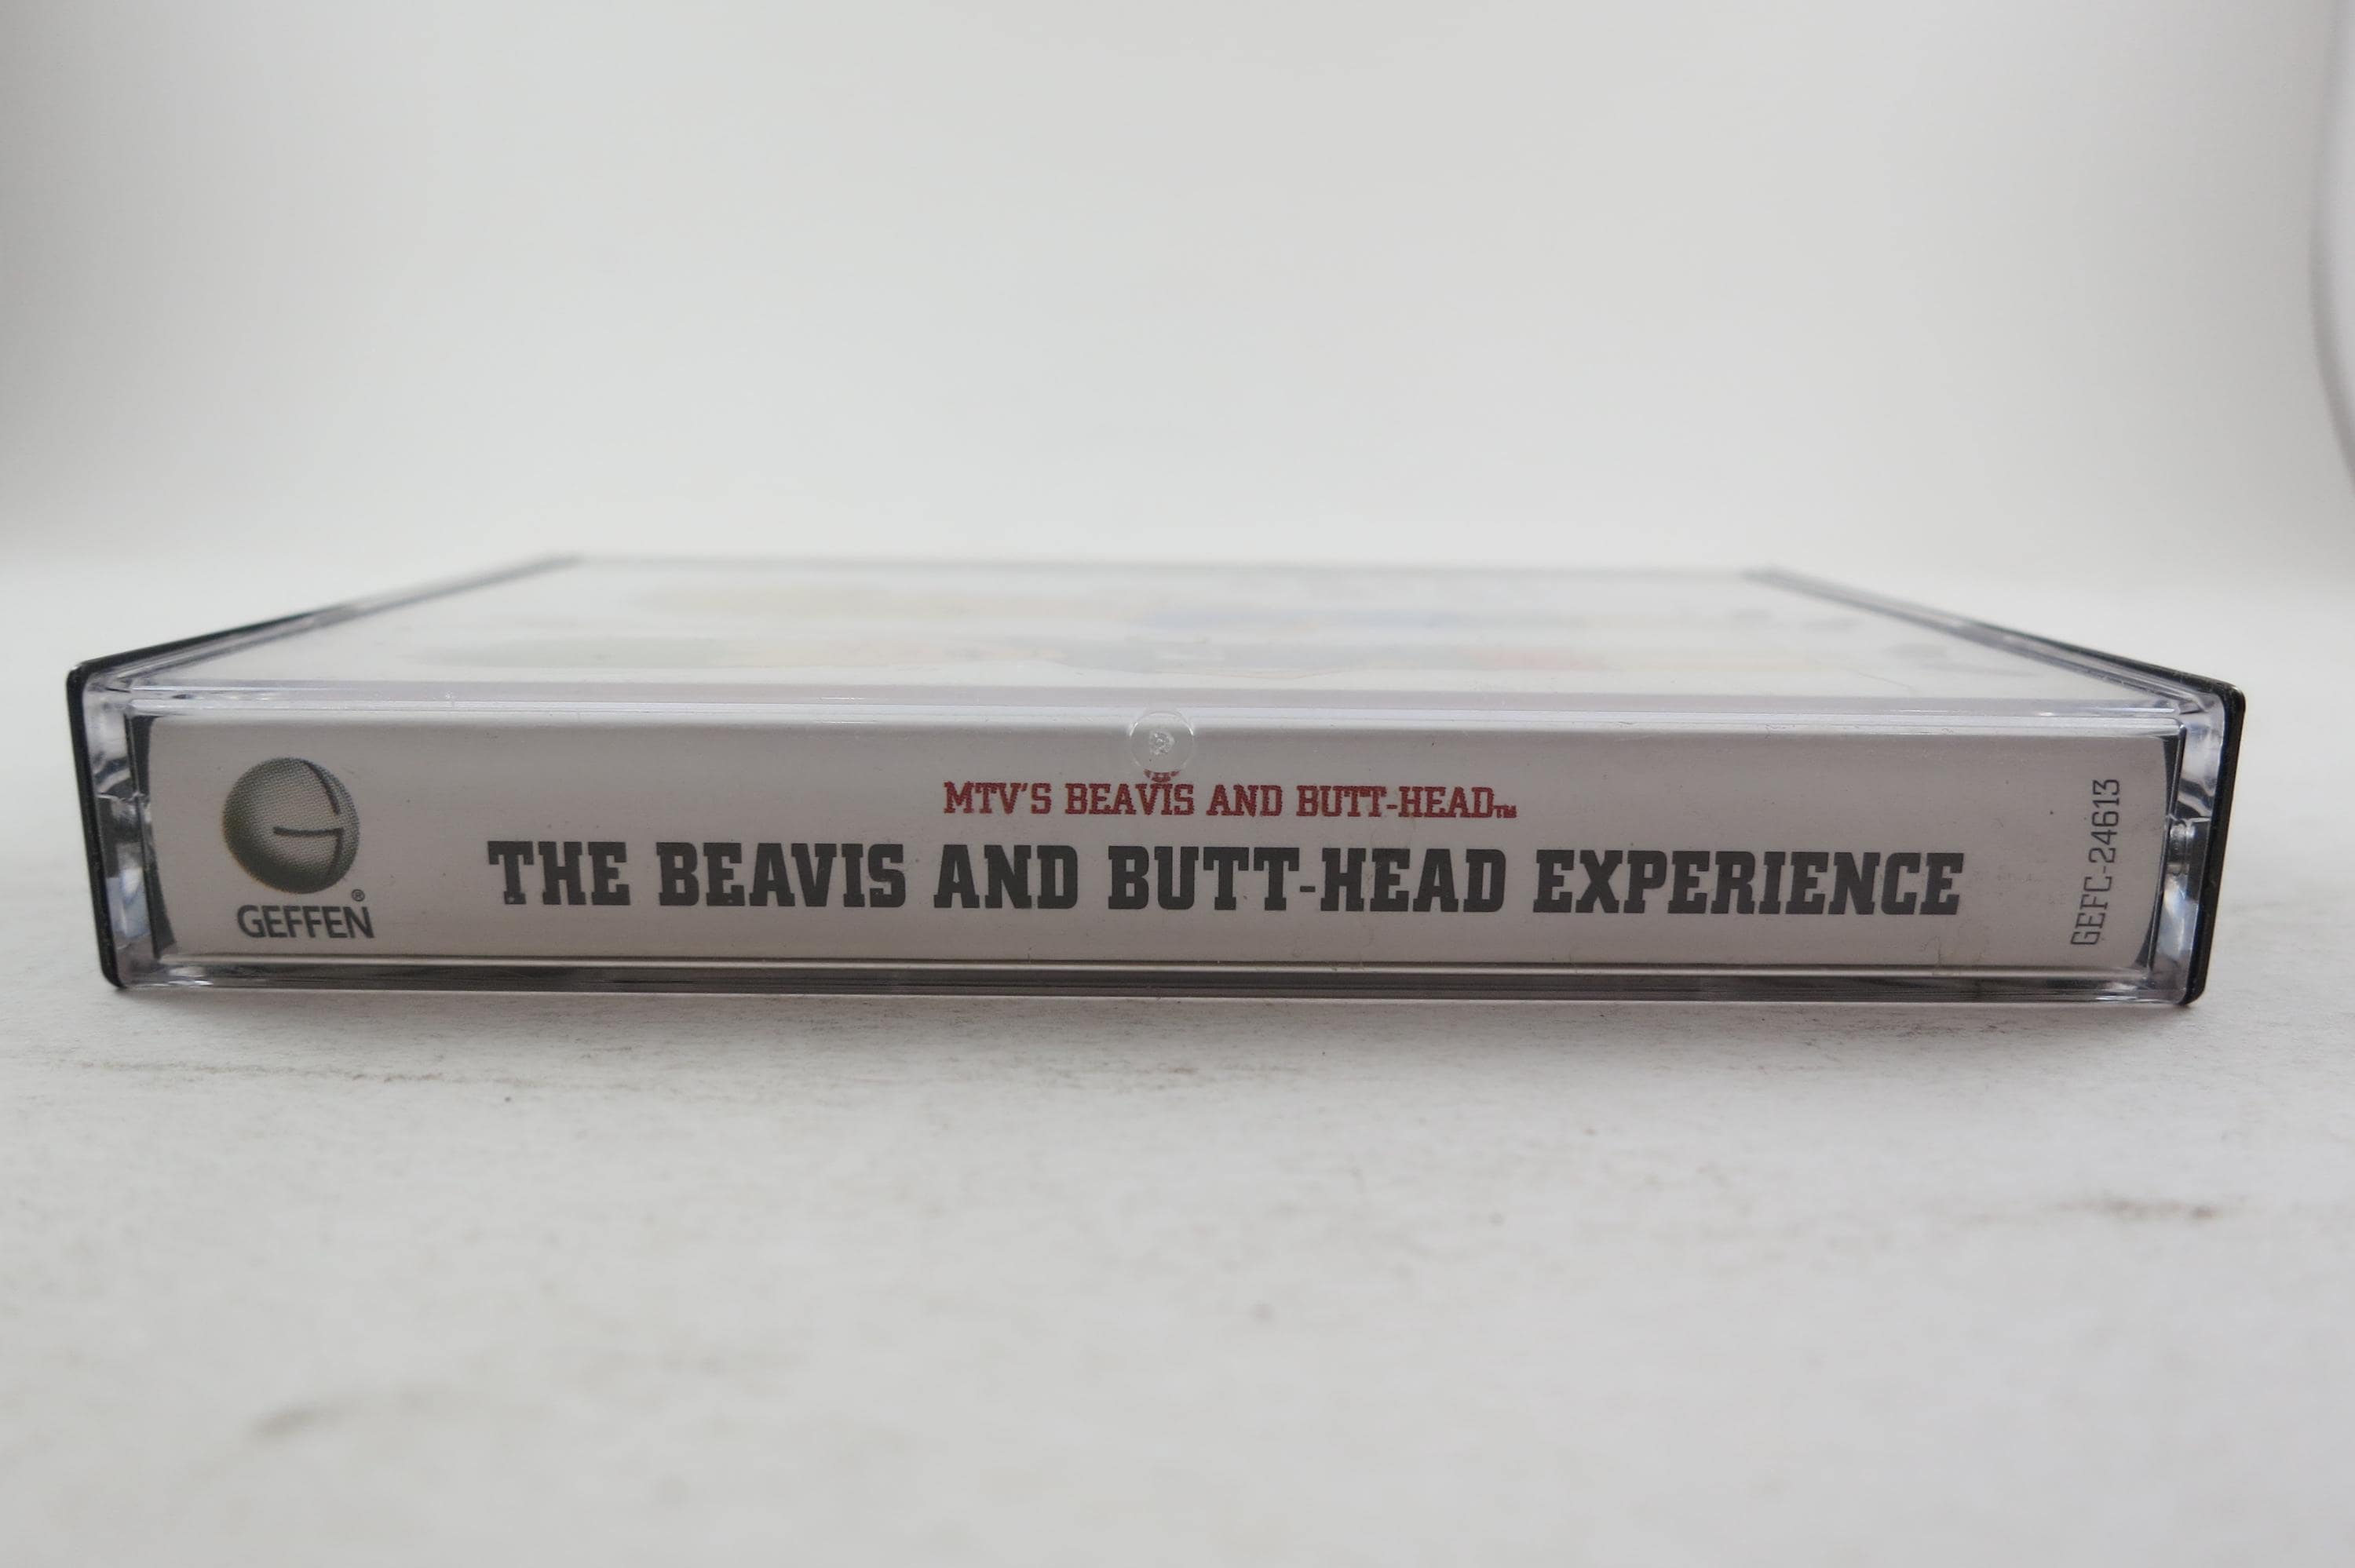 MTV'S BEAVIS AND BUTT-HEAD™
THE BEAVIS AND BUTT-HEAD EXPERIENCE
GEFFEN®
GEFC-24613